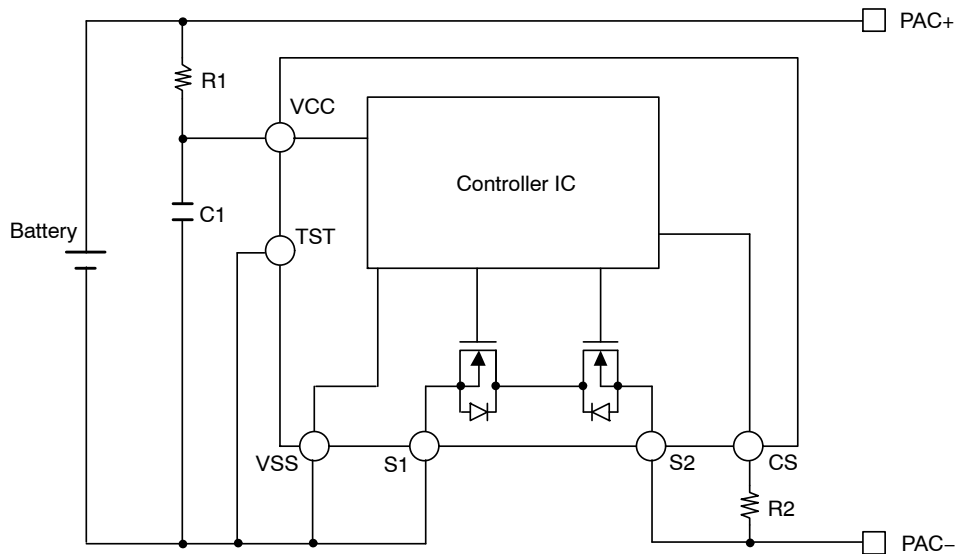 PAC+
R1
VCC
Controller IC
C1
Battery
TST
VSS
S1
S2
CS
R2
PAC−